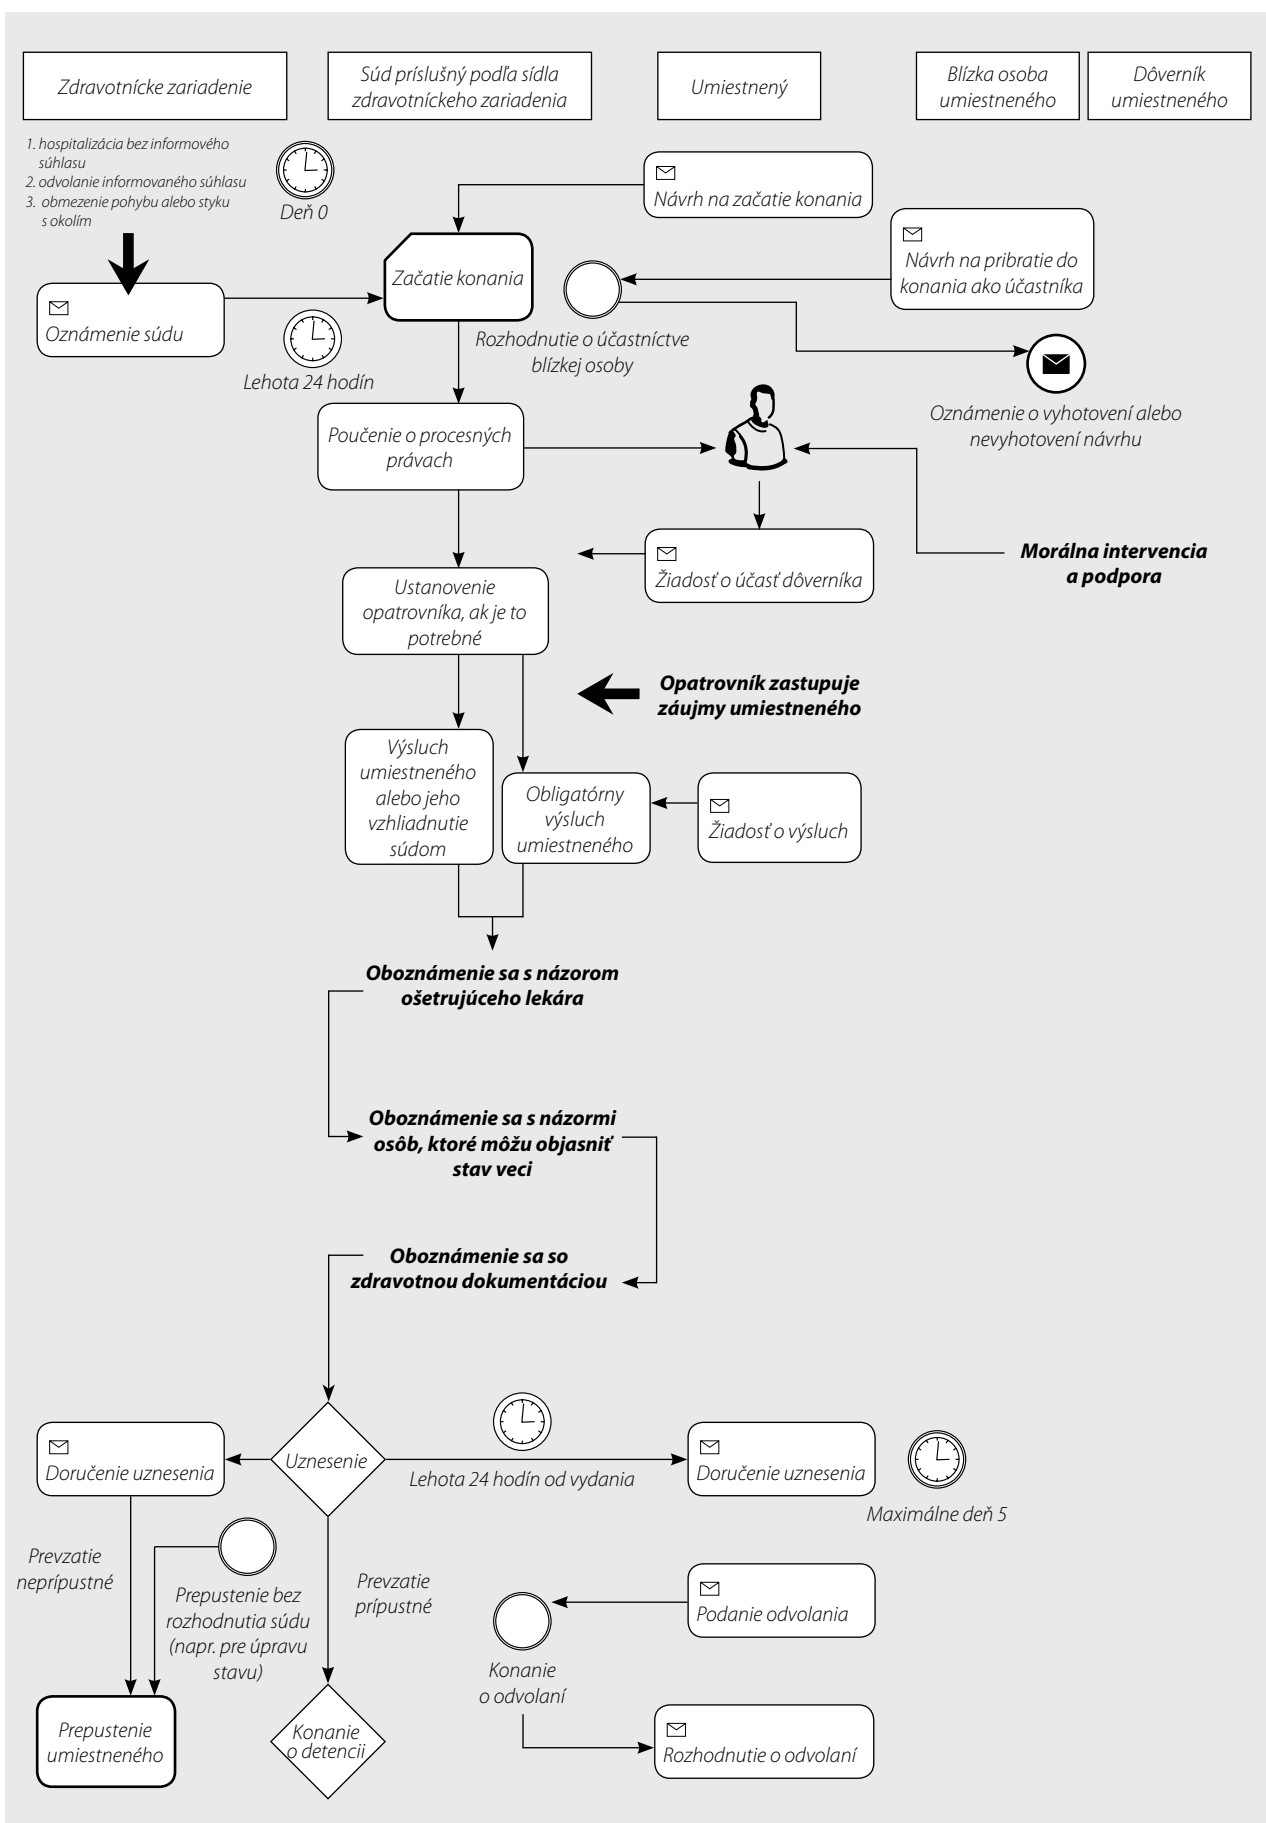 Zdravotnícke zariadenie
Súd príslušný podľa sídla
zdravotníckeho zariadenia
Umiestnený
Blízka osoba
umiestneného
Dôverník
umiestneného
1. hospitalizácia bez informového
súhlasu
2. odvolanie informovaného súhlasu
3. obmezenie pohybu alebo styku
s okolím
Deň 0
Návrh na začatie konania
Návrh na pribratie do
konania ako účastníka
Začatie konania
Oznámenie súdu
Lehota 24 hodín
Rozhodnutie o účastníctve
blízkej osoby
Oznámenie o vyhotovení alebo
nevyhotovení návrhu
Poučenie o procesných
právach
Morálna intervencia
a podpora
Žiadosť o účasť dôverníka
Ustanovenie
opatrovníka, ak je to
potrebné
Opatrovník zastupuje
záujmy umiestneného
Výsluch
umiestneného
alebo jeho
vzhliadnutie
súdom
Obligatórny
výsluch
umiestneného
Žiadosť o výsluch
Oboznámenie sa s názorom
ošetrujúceho lekára
Oboznámenie sa s názormi
osôb, ktoré môžu objasniť
stav veci
Oboznámenie sa so
zdravotnou dokumentáciou
Doručenie uznesenia
Uznesenie
Lehota 24 hodín od vydania
Doručenie uznesenia
Maximálne deň 5
Prevzatie
neprípustné
Prepustenie bez
rozhodnutia súdu
(napr. pre úpravu
stavu)
Prevzatie
prípustné
Podanie odvolania
Konanie
o odvolaní
Prepustenie
umiestneného
Konanie
o detencii
Rozhodnutie o odvolaní